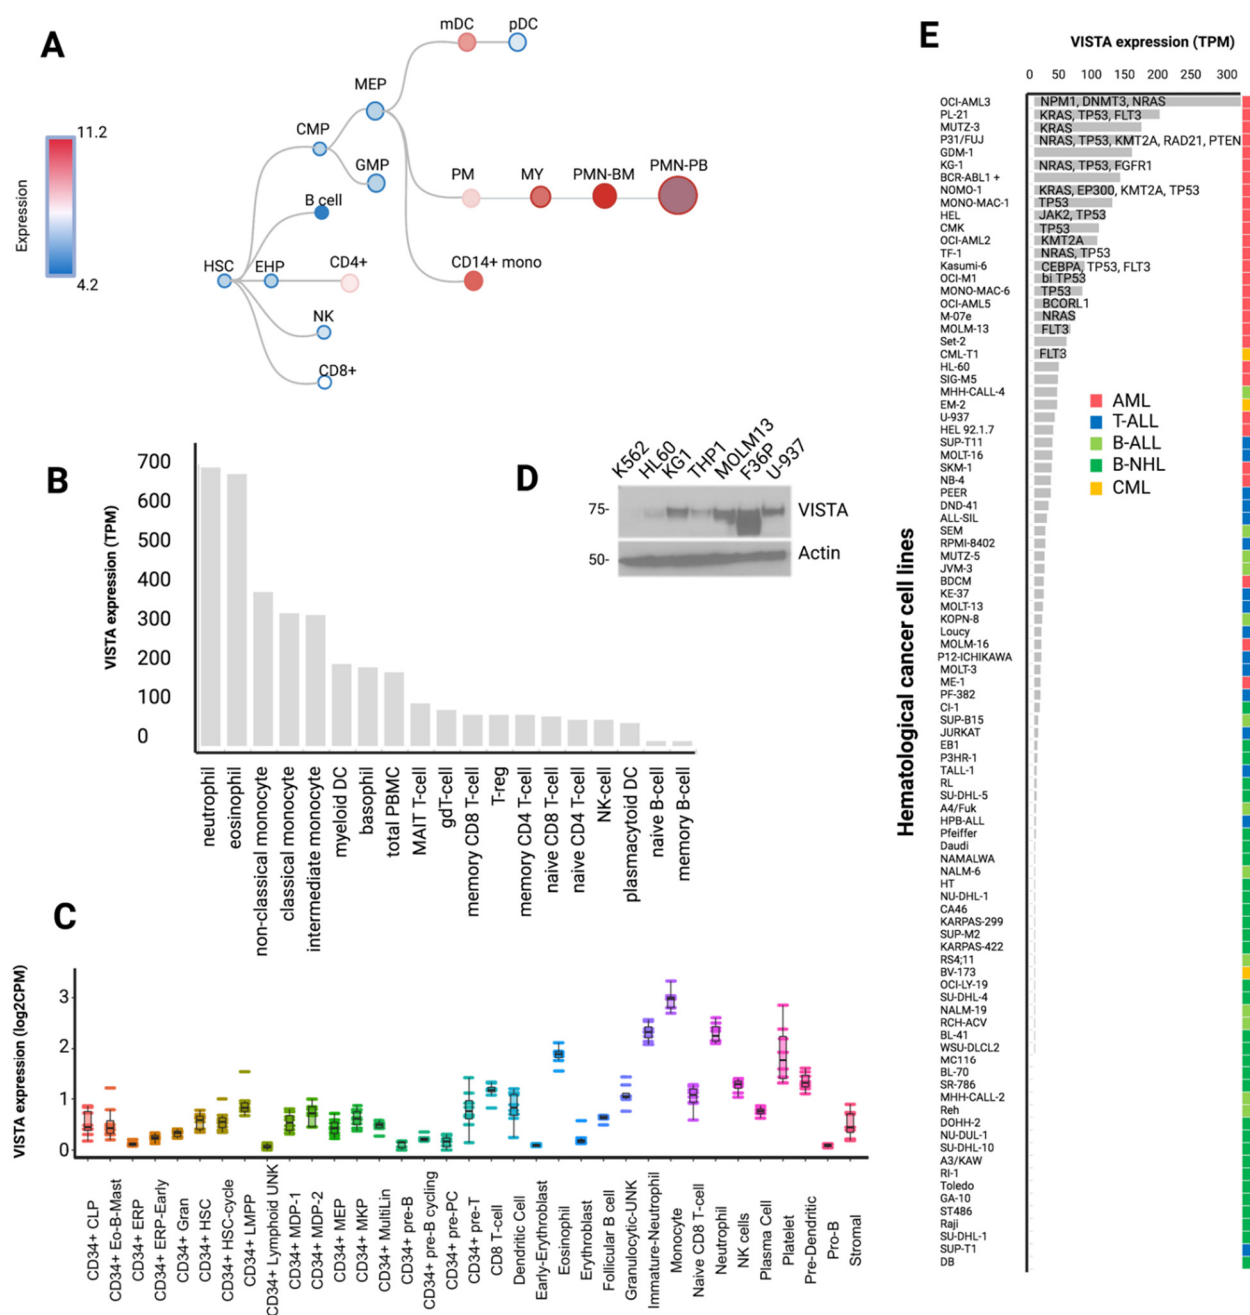 A
mDC
pDC
MEP
11.2
CMP
GMP
PM
MY
PMN-BM
PMN-PB
B cell
Expression
HSC
EHP
CD4+
CD14+ mono
4.2
NK
CD8+
B
VISTA expression (TPM)
700
600
500
400
300
200
100
0
neutrophil
eosinophil
non-classical monocyte
classical monocyte
intermediate monocyte
myeloid DC
basophil
total PBMC
MAIT T-cell
gdT-cell
memory CD8 T-cell
T-reg
memory CD4 T-cell
naive CD8 T-cell
naive CD4 T-cell
NK-cell
plasmacytoid DC
naive B-cell
memory B-cell
D
K562
HL60
KG1
THP1
MOLM13
F36P
U-937
75-
VISTA
50-
Actin
C
VISTA expression (log2CPM)
3
2
1
0
CD34+ CLP
CD34+ Eo-B-Mast
CD34+ ERP
CD34+ ERP-Early
CD34+ Gran
CD34+ HSC
CD34+ HSC-cycle
CD34+ LMPP
CD34+ Lymphoid UNK
CD34+ MDP-1
CD34+ MDP-2
CD34+ MEP
CD34+ MKP
CD34+ MultiLin
CD34+ pre-B
CD34+ pre-B cycling
CD34+ pre-PC
CD34+ pre-T
CD8 T-cell
Dendritic Cell
Early-Erythroblast
Eosinophil
Erythroblast
Follicular B cell
Granulocytic-UNK
Immature-Neutrophil
Monocyte
Naive CD8 T-cell
Neutrophil
NK cells
Plasma Cell
Platelet
Pre-Dendritic
Pro-B
Stromal
E
VISTA expression (TPM)
0 50 100 150 200 250 300
Hematological cancer cell lines
OCI-AML3 NPM1, DNMT3, NRAS
PL-21 KRAS, TP53, FLT3
MUTZ-3 KRAS
P31/FUJ NRAS, TP53, KMT2A, RAD21, PTEN
GDM-1
KG-1 NRAS, TP53, FGFR1
BCR-ABL1 +
NOMO-1 KRAS, EP300, KMT2A, TP53
MONO-MAC-1 TP53
HEL JAK2, TP53
CMK TP53
OCI-AML2 KMT2A
TF-1 NRAS, TP53
Kasumi-6 CEBPA, TP53, FLT3
OCI-M1 bi TP53
MONO-MAC-6 TP53
OCI-AML5 BCORL1
M-07e NRAS
MOLM-13 FLT3
Set-2
CML-T1 FLT3
HL-60
SIG-M5
MHH-CALL-4
EM-2
U-937
HEL 92.1.7
SUP-T11
MOLT-16
SKM-1
NB-4
PEER
DND-41
ALL-SIL
SEM
RPMI-8402
MUTZ-5
JVM-3
BDCM
KE-37
MOLT-13
KOPN-8
Loucy
MOLM-16
P12-ICHIKAWA
MOLT-3
ME-1
PF-382
CI-1
SUP-B15
JURKAT
EB1
P3HR-1
TALL-1
RL
SU-DHL-5
A4/Fuk
HPB-ALL
Pfeiffer
Daudi
NAMALWA
NALM-6
HT
NU-DHL-1
CA46
KARPAS-299
SUP-M2
KARPAS-422
RS4;11
BV-173
OCI-LY-19
SU-DHL-4
NALM-19
RCH-ACV
BL-41
WSU-DLCL2
MC116
BL-70
SR-786
MHH-CALL-2
Reh
DOHH-2
NU-DUL-1
SU-DHL-10
A3/KAW
RI-1
Toledo
GA-10
ST486
Raji
SU-DHL-1
SUP-T1
DB
AML
T-ALL
B-ALL
B-NHL
CML